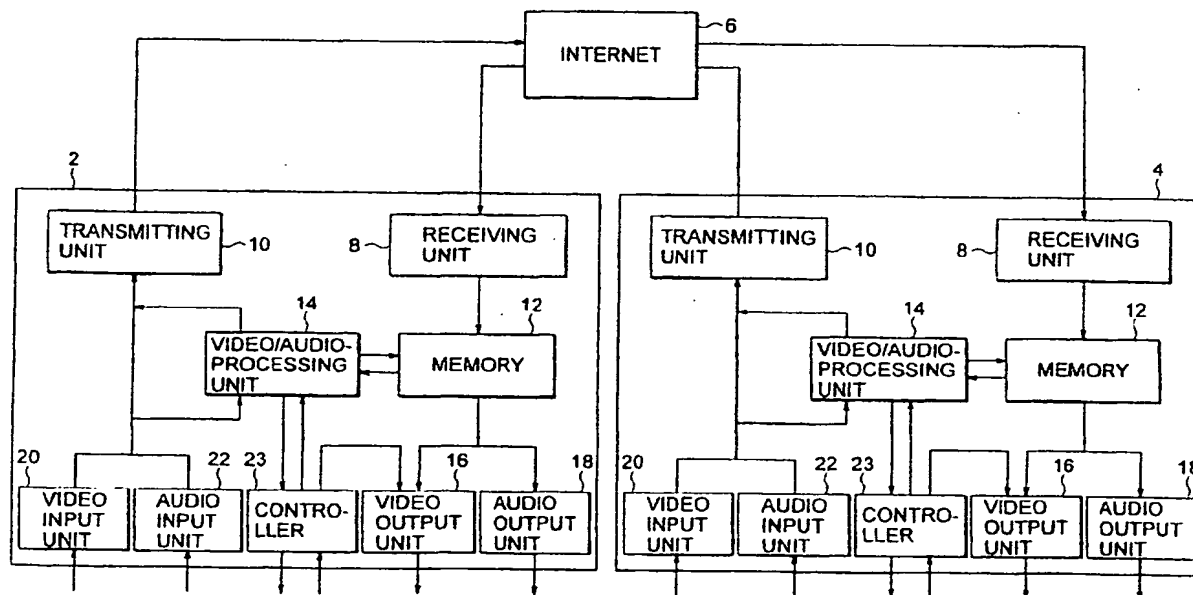 6
INTERNET
2
4
TRANSMITTING
UNIT
10
8
RECEIVING
UNIT
TRANSMITTING
UNIT
10
8
RECEIVING
UNIT
14
VIDEO/AUDIO-
PROCESSING
UNIT
12
MEMORY
14
VIDEO/AUDIO-
PROCESSING
UNIT
12
MEMORY
20
VIDEO
INPUT
UNIT
22
AUDIO
INPUT
UNIT
23
CONTRO-
LLER
16
VIDEO
OUTPUT
UNIT
18
AUDIO
OUTPUT
UNIT
20
VIDEO
INPUT
UNIT
22
AUDIO
INPUT
UNIT
23
CONTRO-
LLER
16
VIDEO
OUTPUT
UNIT
18
AUDIO
OUTPUT
UNIT